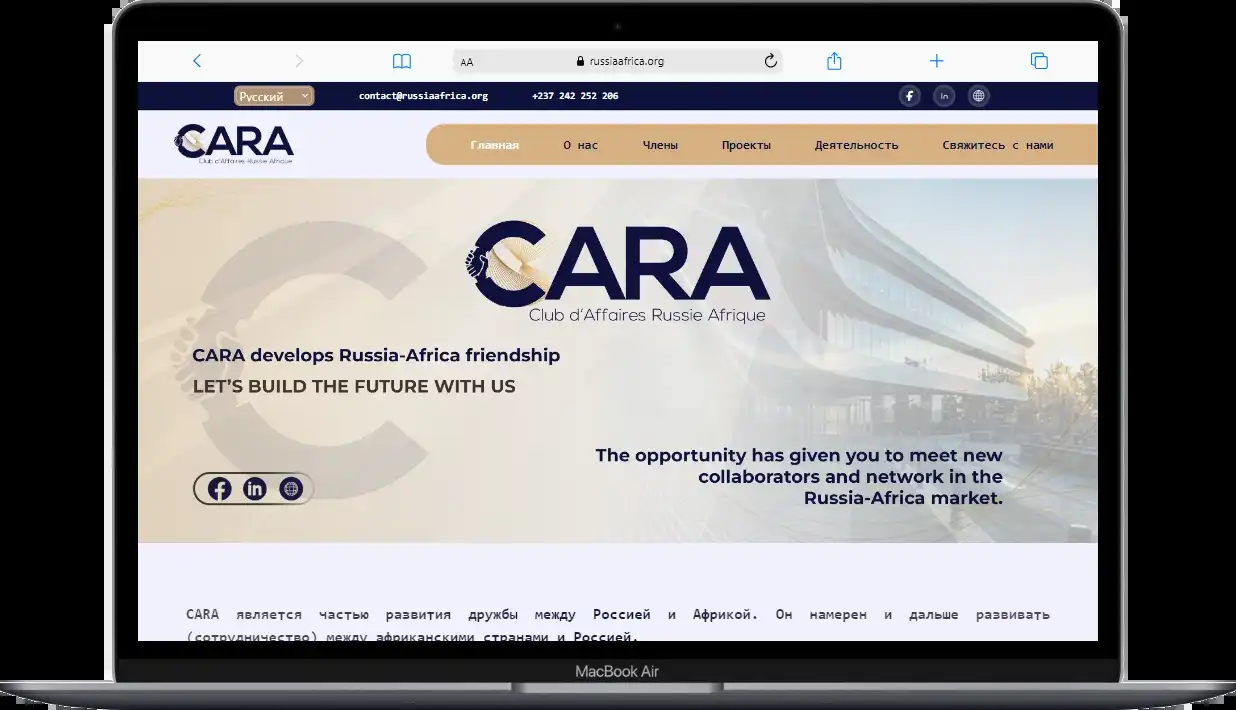 AA
russiaafrica.org
Русский
contact@russiaafrica.org
+237 242 252 206
in
CARA
Club d'Affaires Russie Afrique
Главная
О нас
Члены
Проекты
Деятельность
Свяжитесь с нами
CARA
Club d'Affaires Russie Afrique
CARA develops Russia-Africa friendship
LET'S BUILD THE FUTURE WITH US
The opportunity has given you to meet new
collaborators and network in the
Russia-Africa market.
in
CARA является частью развития дружбы между Россией и Африкой. Он намерен и дальше развивать
(сотрудничество) между африканскими странами и Россией.
MacBook Air